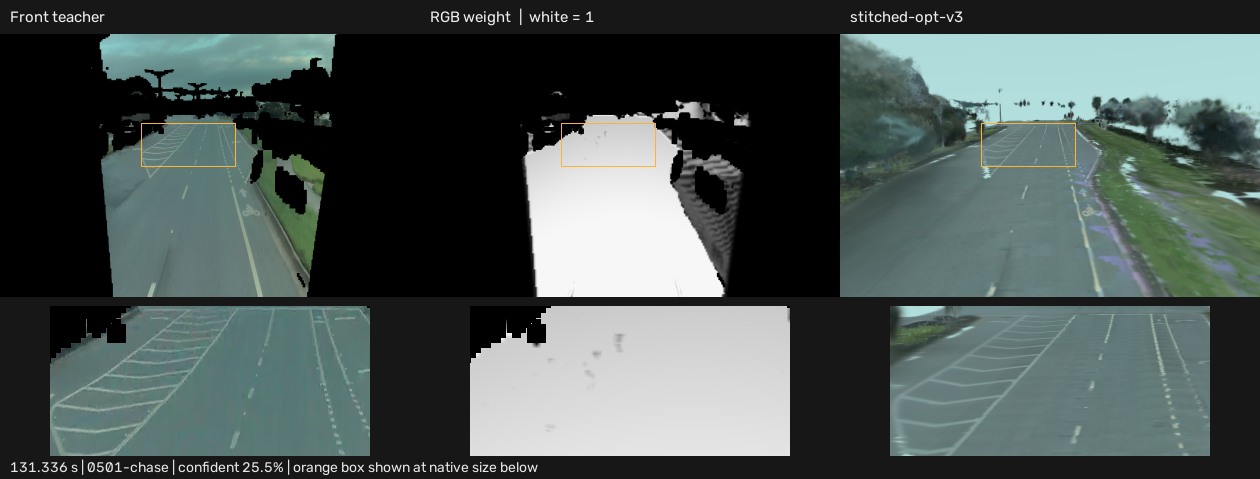 Front teacher
RGB weight | white = 1
stitched-opt-v3
131.336 s | 0501-chase | confident 25.5% | orange box shown at native size below